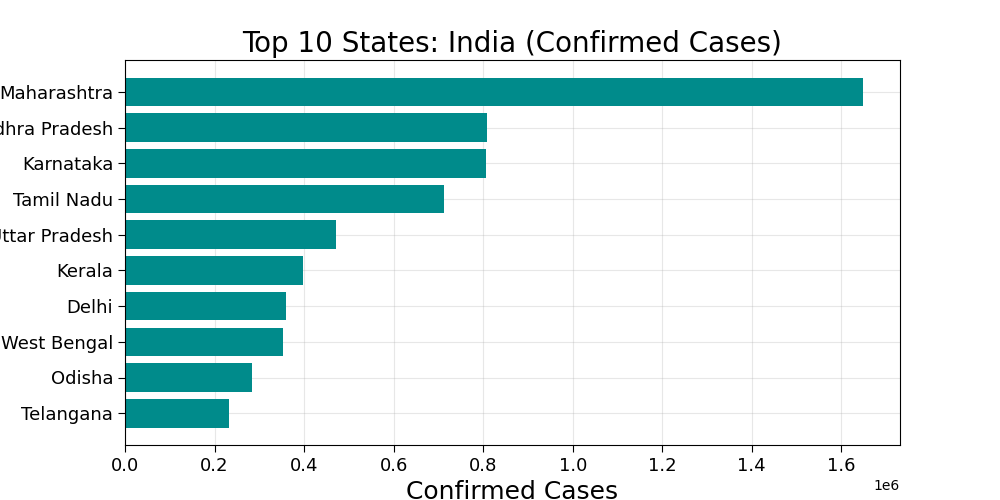 Top 10 States: India (Confirmed Cases)
Maharashtra
dhra Pradesh
Karnataka
Tamil Nadu
Uttar Pradesh
Kerala
Delhi
West Bengal
Odisha
Telangana
0.0 0.2 0.4 0.6 0.8 1.0 1.2 1.4 1.6
1e6
Confirmed Cases